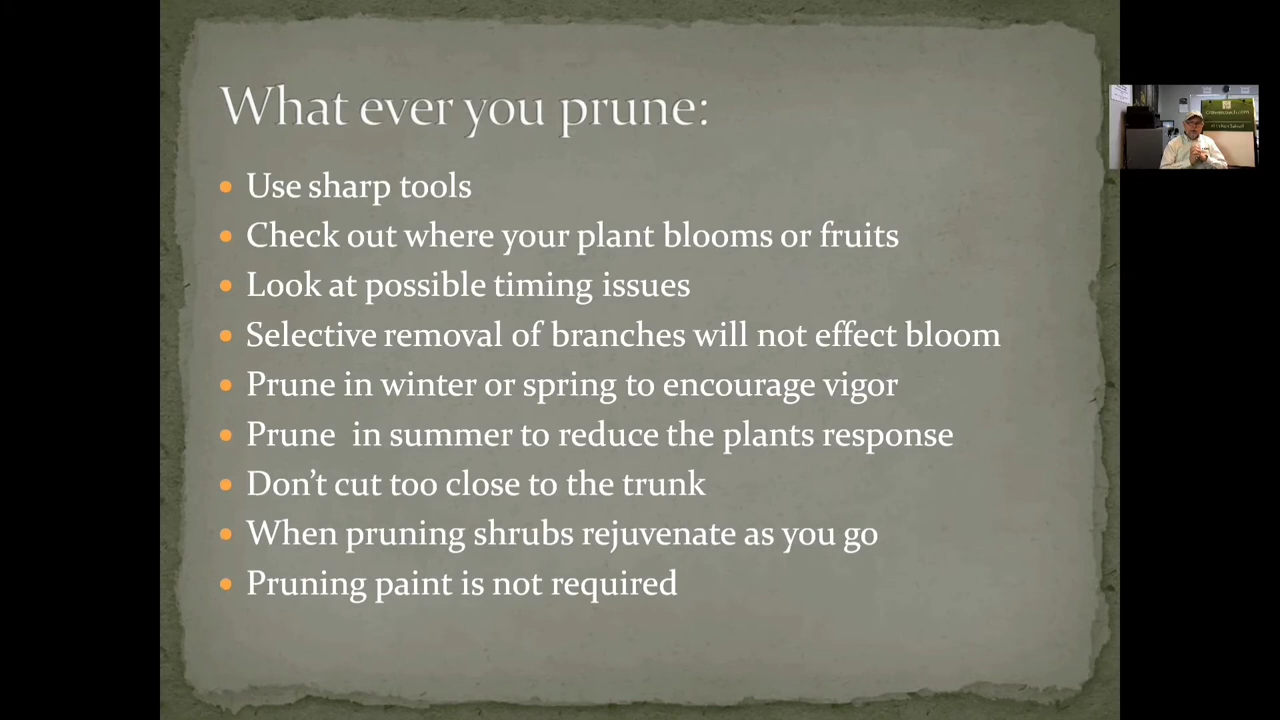 What ever you prune:
Use sharp tools
Check out where your plant blooms or fruits
Look at possible timing issues
Selective removal of branches will not effect bloom
Prune in winter or spring to encourage vigor
Prune  in summer to reduce the plants response
Don't cut too close to the trunk
When pruning shrubs rejuvenate as you go
Pruning paint is not required